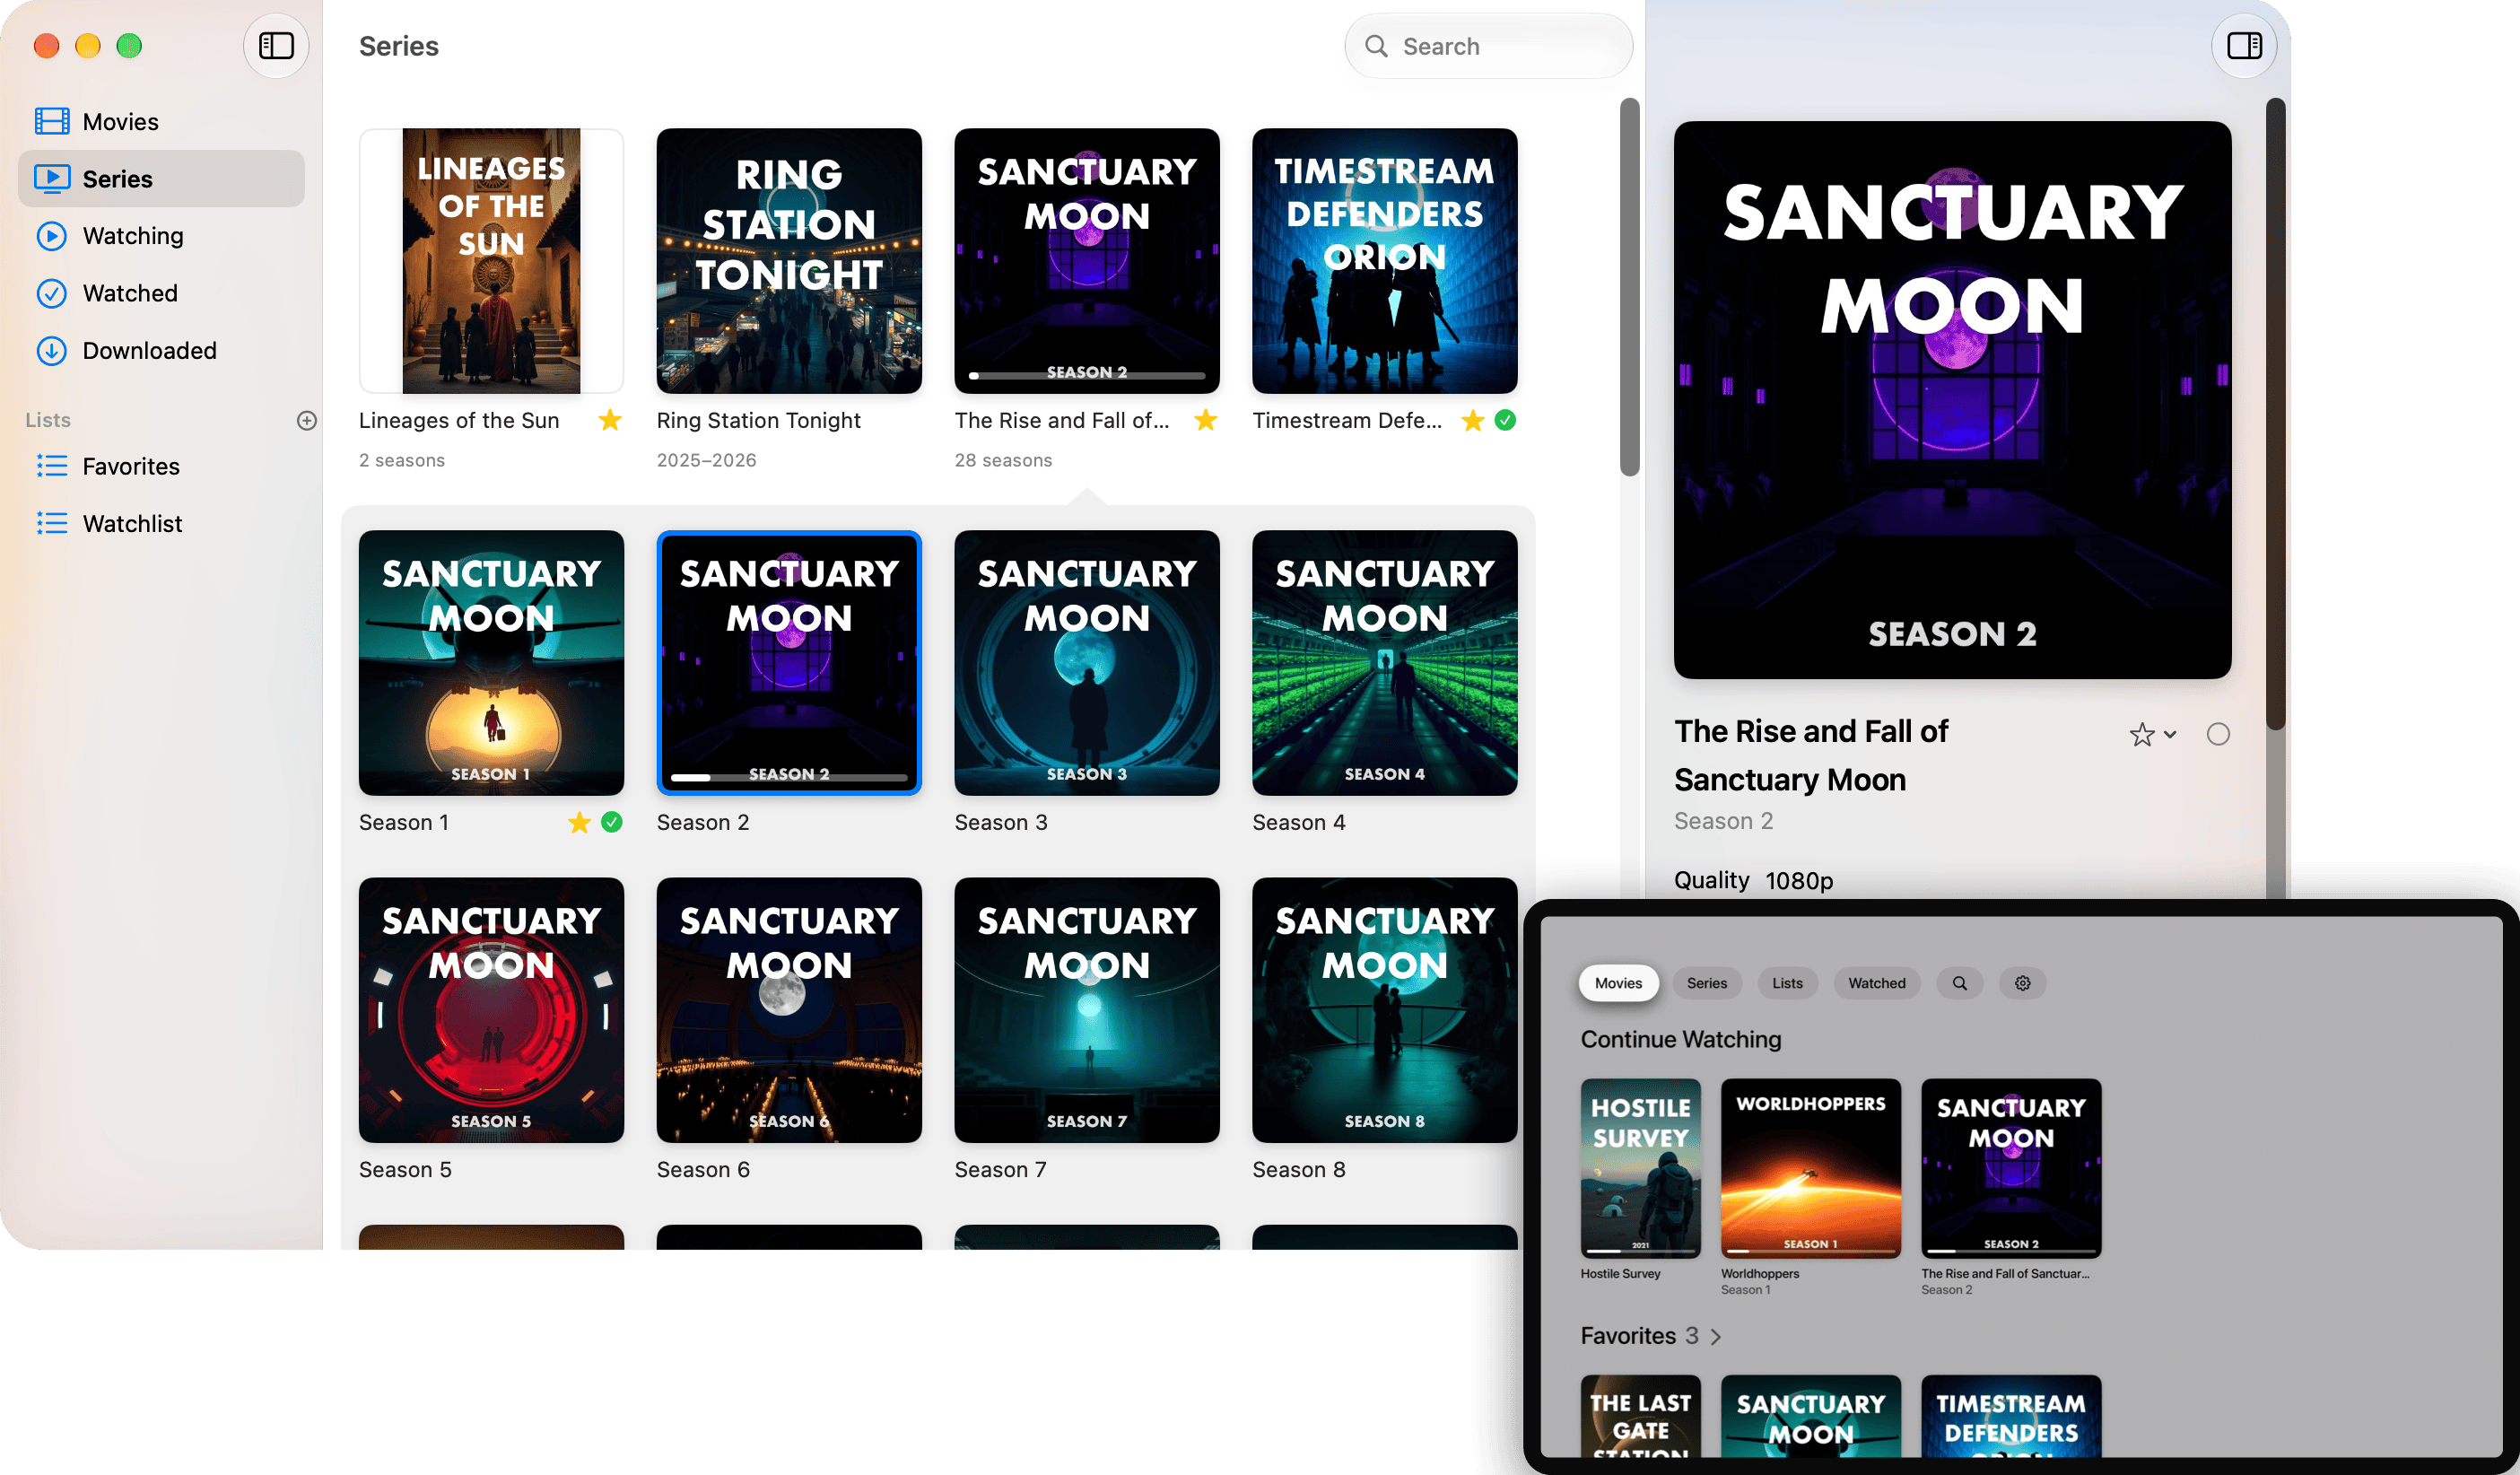 Series
Search
Movies
Series
Watching
Watched
Downloaded
Lists
Favorites
Watchlist
LINEAGES
OF THE
SUN
Lineages of the Sun
2 seasons
RING
STATION
TONIGHT
Ring Station Tonight
2025–2026
SANCTUARY
MOON
SEASON 2
The Rise and Fall of...
28 seasons
TIMESTREAM
DEFENDERS
ORION
Timestream Defe...
SANCTUARY
MOON
SEASON 1
Season 1
SANCTUARY
MOON
SEASON 2
Season 2
SANCTUARY
MOON
SEASON 3
Season 3
SANCTUARY
MOON
SEASON 4
Season 4
SANCTUARY
MOON
SEASON 5
Season 5
SANCTUARY
MOON
SEASON 6
Season 6
SANCTUARY
MOON
SEASON 7
Season 7
SANCTUARY
MOON
SEASON 8
Season 8
SANCTUARY
MOON
SEASON 2
The Rise and Fall of
Sanctuary Moon
Season 2
Quality 1080p
Movies Series Lists Watched
Continue Watching
HOSTILE
SURVEY
2021
Hostile Survey
WORLDHOPPERS
SEASON 1
Worldhoppers
Season 1
SANCTUARY
MOON
SEASON 2
The Rise and Fall of Sanctuar...
Season 2
Favorites 3
THE LAST
GATE
STATION
SANCTUARY
MOON
TIMESTREAM
DEFENDERS
ORION